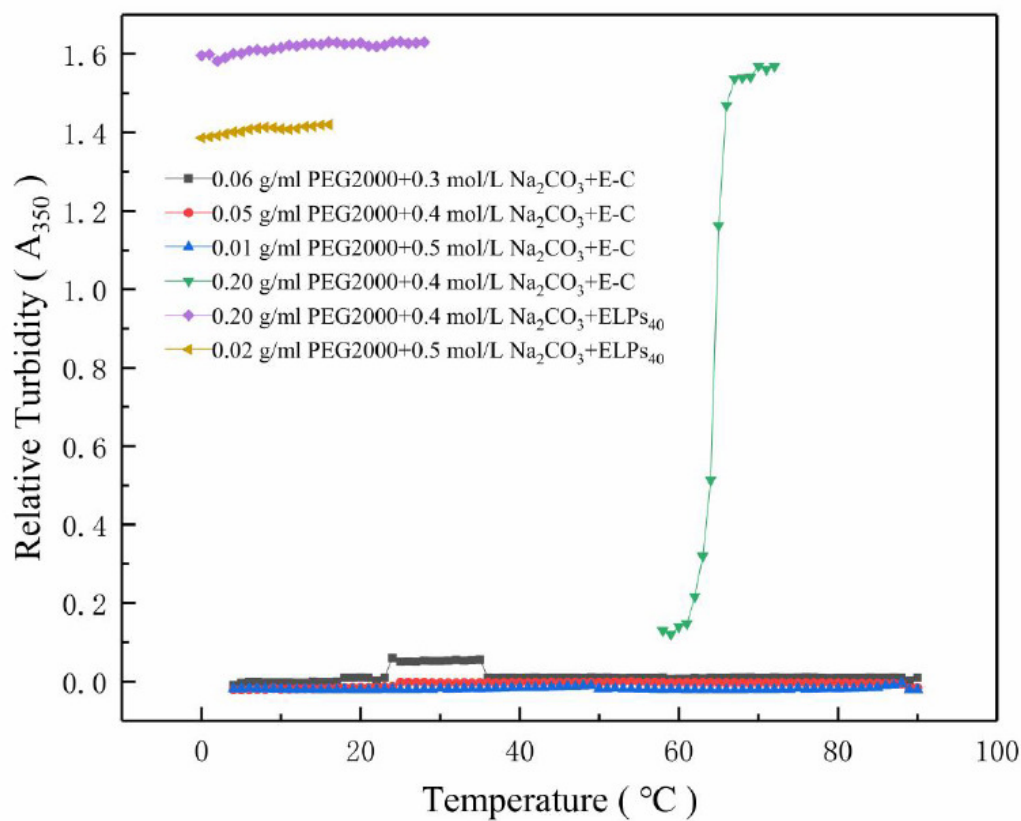 1.6
1.4
0.06 g/ml PEG2000+0.3 mol/L Na₂CO₃+E-C
0.05 g/ml PEG2000+0.4 mol/L Na₂CO₃+E-C
0.01 g/ml PEG2000+0.5 mol/L Na₂CO₃+E-C
0.20 g/ml PEG2000+0.4 mol/L Na₂CO₃+E-C
0.20 g/ml PEG2000+0.4 mol/L Na₂CO₃+ELPs₄₀
0.02 g/ml PEG2000+0.5 mol/L Na₂CO₃+ELPs₄₀
1.2
1.0
0.8
0.6
0.4
0.2
0.0
Relative Turbidity ( A₃₅₀)
0 20 40 60 80 100
Temperature ( °C)